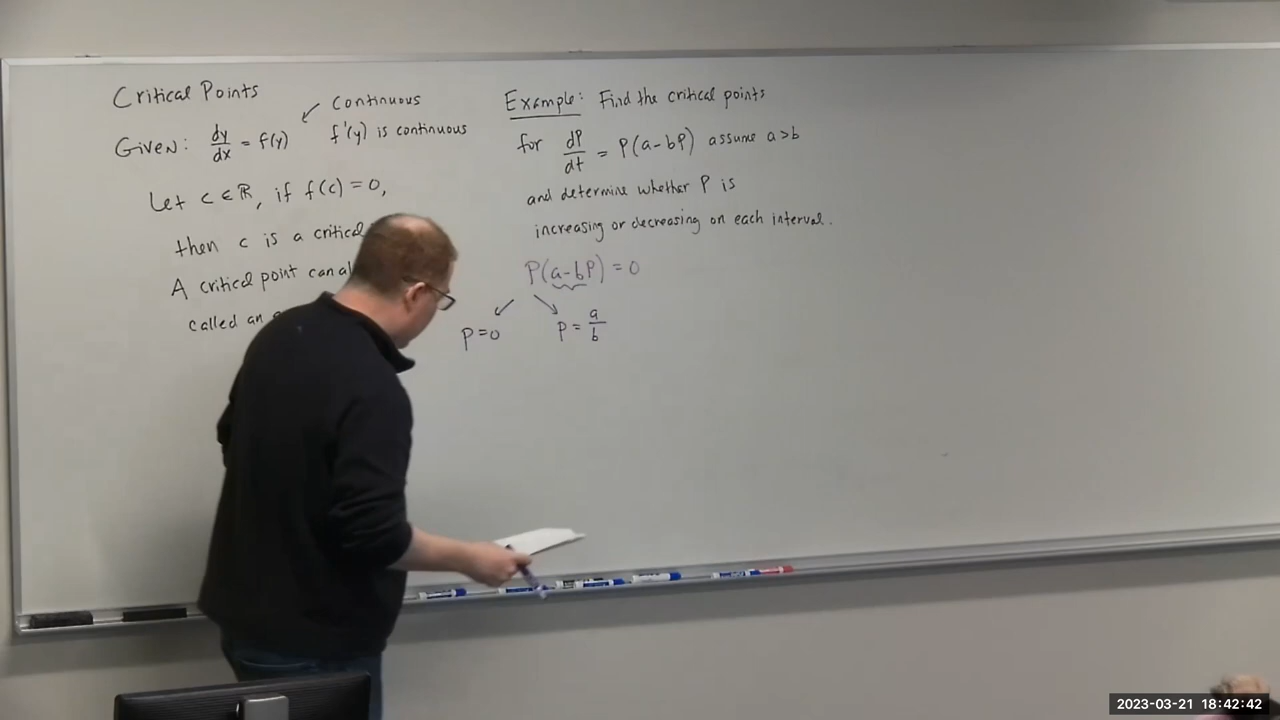 Critical Points
Given: dy/dx = f(y)
Continuous
f'(y) is continuous
Let c ∈ ℝ, if f(c) = 0,
then c is a critical
A critical point can al
called an
Example: Find the critical points
for dP/dt = P(a-bP) assume a>b
and determine whether P is
increasing or decreasing on each interval.
P(a-bP) = 0
P=0
P = a/b
2023-03-21 18:42:42